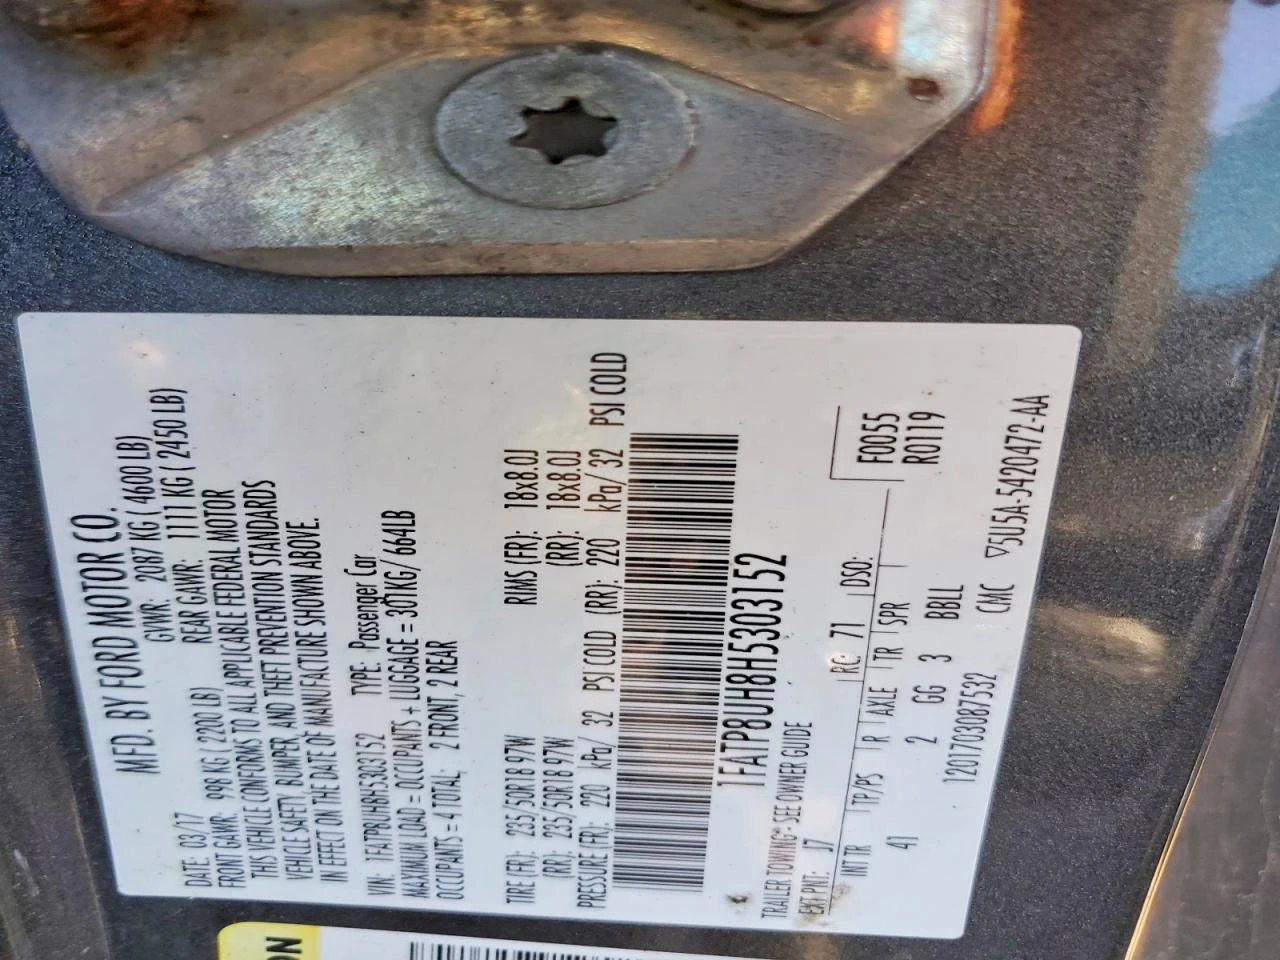 MFD. BY FORD MOTOR CO.
DATE: 03/17 GVWR: 2087 KG ( 4600 LB)
FRONT GAWR: 998 KG ( 2200 LB) REAR GAWR: 1111 KG ( 2450 LB)
THIS VEHICLE CONFORMS TO ALL APPLICABLE FEDERAL MOTOR
VEHICLE SAFETY, BUMPER, AND THEFT PREVENTION STANDARDS
IN EFFECT ON THE DATE OF MANUFACTURE SHOWN ABOVE.
VIN: 1FATP8UH8H5303152 TYPE: Passenger Car
MAXIMUM LOAD = OCCUPANTS + LUGGAGE = 301KG/ 664LB
OCCUPANTS = 4 TOTAL; 2 FRONT, 2 REAR
TIRE (FR): 235/50R18 97W RIMS (FR): 18x8.0J
(RR): 235/50R18 97W (RR): 18x8.0J
PRESSURE (FR): 220 kPa/ 32 PSI COLD (RR): 220 kPa/ 32 PSI COLD
1FATP8UH8H5303152
TRAILER TOWING- SEE OWNER GUIDE
EXT PNT: J7 RC: 71 DSO: F0055
R0119
INT TR TP/PS R AXLE TR SPR
41 2 GG 3 BBLL
120170308​7532 CMC ▽5U5A-5420472-AA
ON